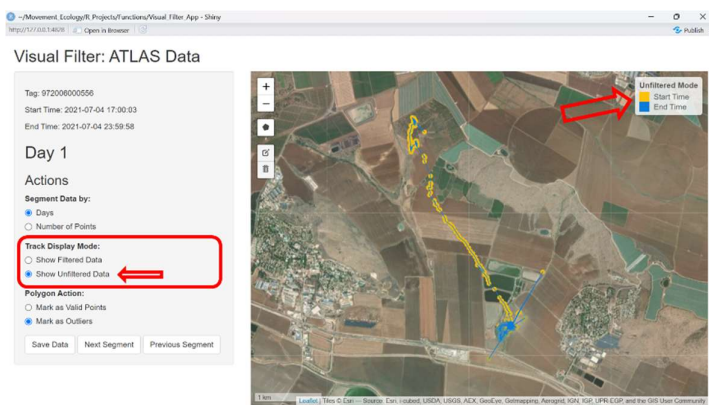 ~/Movement_Ecology/R_Projects/Functions/Visual_Filter_App - Shiny
http://127.0.0.1:4828 Open in Browser
Publish
Visual Filter: ATLAS Data
Tag: 972006000556
Start Time: 2021-07-04 17:00:03
End Time: 2021-07-04 23:59:58
Day 1
Actions
Segment Data by:
Days
Number of Points
Track Display Mode:
Show Filtered Data
Show Unfiltered Data
Polygon Action:
Mark as Valid Points
Mark as Outliers
Save Data Next Segment Previous Segment
+
−
Unfiltered Mode
Start Time
End Time
1 km
Leaflet | Tiles © Esri — Source: Esri, i-cubed, USDA, USGS, AEX, GeoEye, Getmapping, Aerogrid, IGN, IGP, UPR-EGP, and the GIS User Community